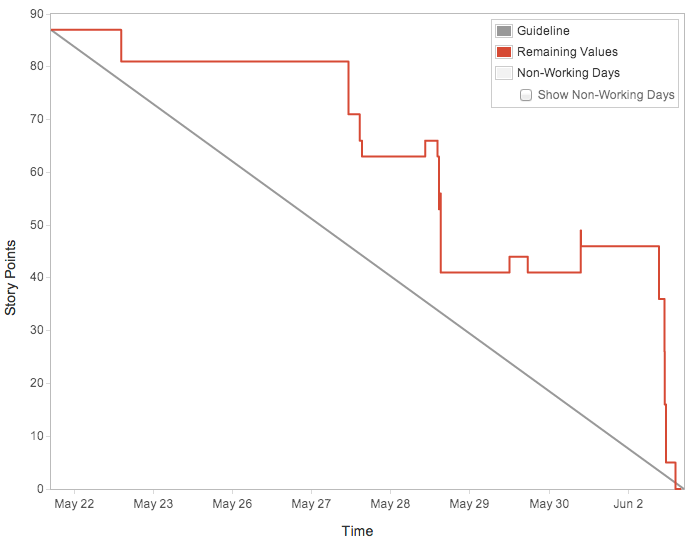 90
80
70
60
50
40
30
20
10
0
Story Points
Guideline
Remaining Values
Non-Working Days
Show Non-Working Days
May 22 May 23 May 26 May 27 May 28 May 29 May 30 Jun 2
Time